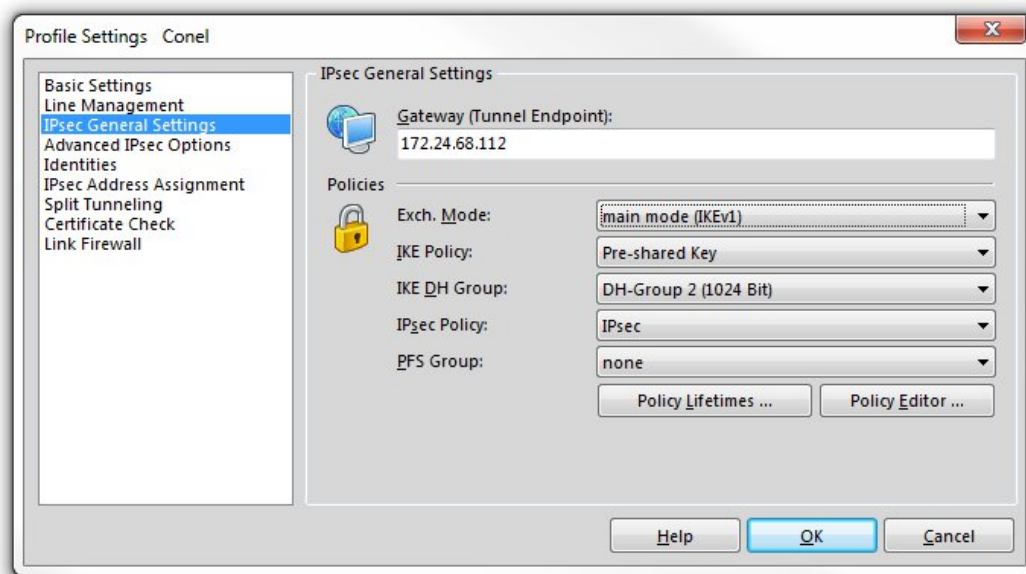 Profile Settings Conel
Basic Settings
Line Management
IPsec General Settings
Advanced IPsec Options
Identities
IPsec Address Assignment
Split Tunneling
Certificate Check
Link Firewall
IPsec General Settings
Gateway (Tunnel Endpoint):
172.24.68.112
Policies
Exch. Mode: main mode (IKEv1)
IKE Policy: Pre-shared Key
IKE DH Group: DH-Group 2 (1024 Bit)
IPsec Policy: IPsec
PFS Group: none
Policy Lifetimes ... Policy Editor ...
Help OK Cancel